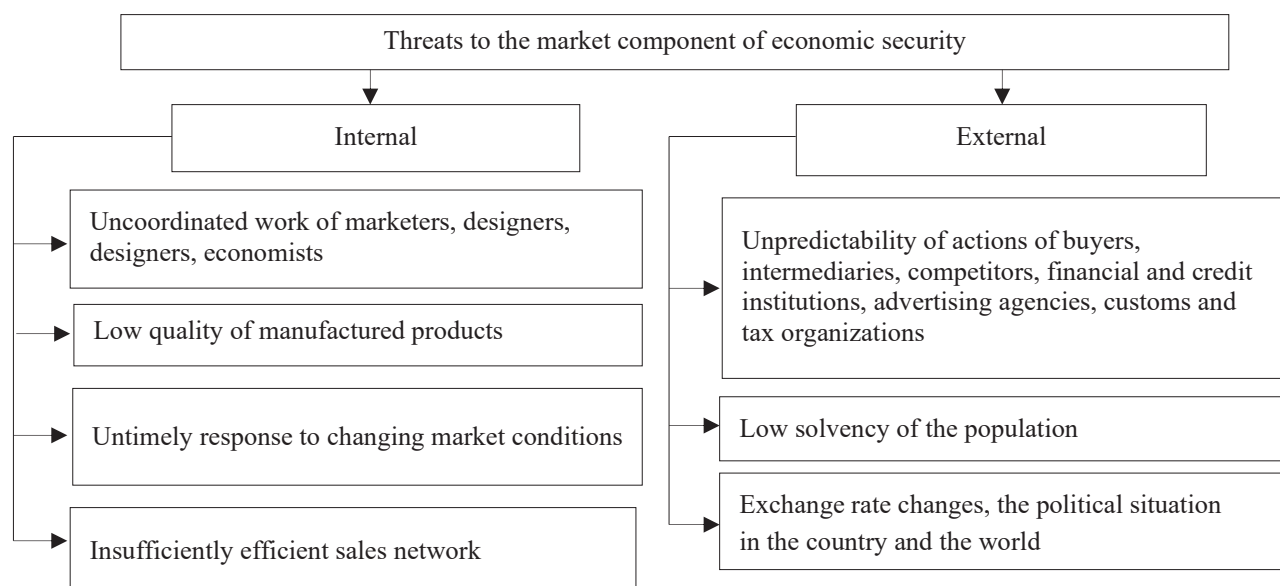 Threats to the market component of economic security
Internal
External
Uncoordinated work of marketers, designers,
designers, economists
Low quality of manufactured products
Untimely response to changing market conditions
Insufficiently efficient sales network
Unpredictability of actions of buyers,
intermediaries, competitors, financial and credit
institutions, advertising agencies, customs and
tax organizations
Low solvency of the population
Exchange rate changes, the political situation
in the country and the world